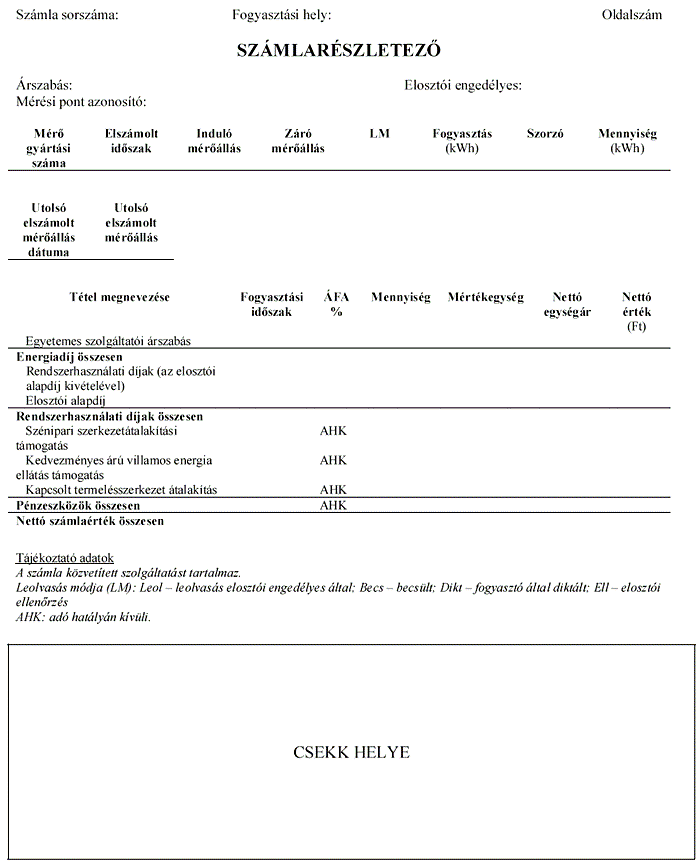 Számla sorszáma: Fogyasztási hely: Oldalszám
SZÁMLARÉSZLETEZŐ
Árszabás: Elosztói engedélyes:
Mérési pont azonosító:
Mérő Elszámolt Induló Záró LM Fogyasztás Szorzó Mennyiség
gyártási időszak mérőállás mérőállás (kWh) (kWh)
száma
Utolsó Utolsó
elszámolt elszámolt
mérőállás mérőállás
dátuma
Tétel megnevezése Fogyasztási ÁFA Mennyiség Mértékegység Nettó Nettó
időszak % egységár érték
(Ft)
Egyetemes szolgáltatói árszabás
Energiadíj összesen
Rendszerhasználati díjak (az elosztói
alapdíj kivételével)
Elosztói alapdíj
Rendszerhasználati díjak összesen
Szénipari szerkezetátalakítási AHK
támogatás
Kedvezményes árú villamos energia AHK
ellátás támogatás
Kapcsolt termelésszerkezet átalakítás AHK
Pénzeszközök összesen AHK
Nettó számlaérték összesen
Tájékoztató adatok
A számla közvetített szolgáltatást tartalmaz.
Leolvasás módja (LM): Leol – leolvasás elosztói engedélyes által; Becs – becsült; Dikt – fogyasztó által diktált; Ell – elosztói
ellenőrzés
AHK: adó hatályán kívüli.
CSEKK HELYE